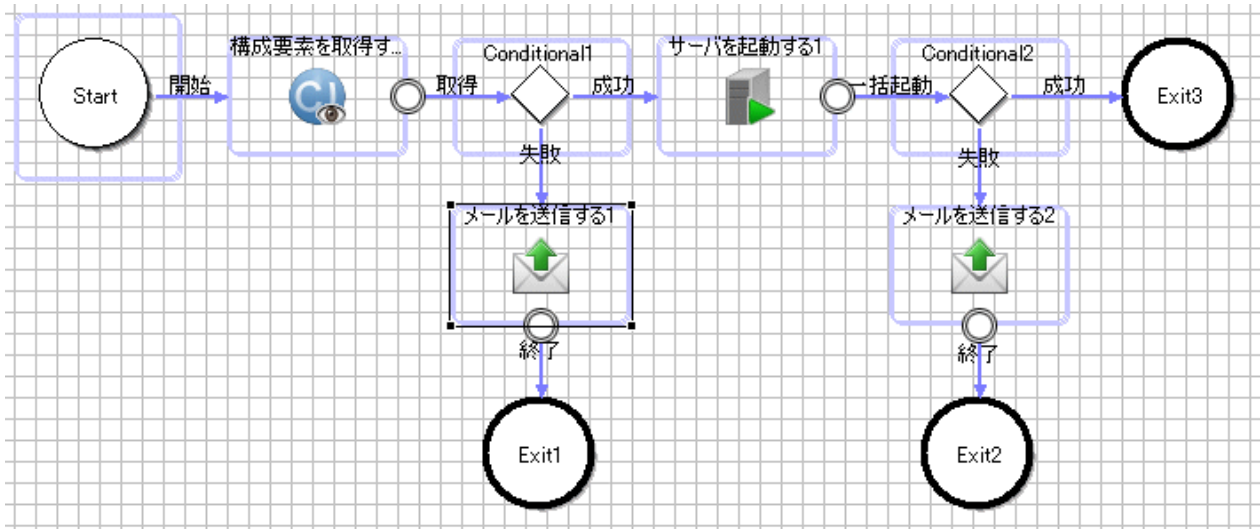 構成要素を取得す...
Conditional1
サーバを起動する1
Conditional2
Start
開始
CI
取得
成功
一括起動
成功
Exit3
失敗
失敗
メールを送信する1
メールを送信する2
終了
終了
Exit1
Exit2